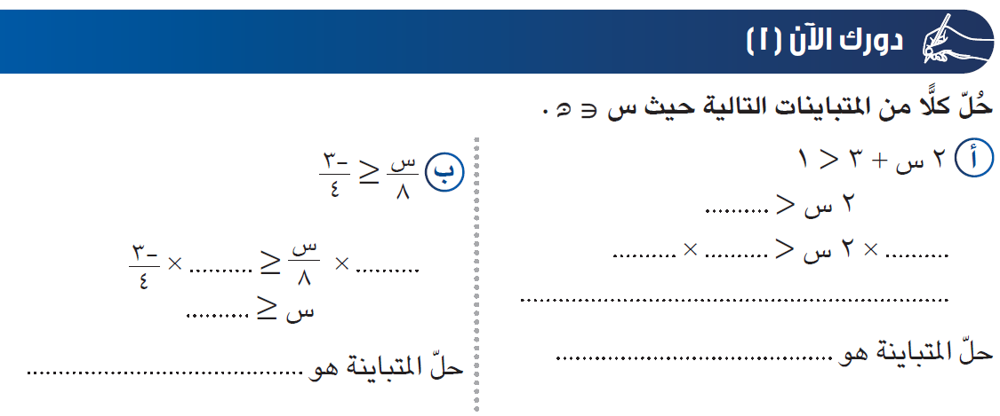 دورك الآن (٢)
حُلّ كلًّا من المتباينات التالية حيث س ∈ ن .
أ ٢ س + ٣ < ١
٢ س < ..........
.......... × ٢ س < .......... × ..........
......................................................................
حلّ المتباينة هو .............................................
ب س/٨ ≤ -٣/٤
.......... × س/٨ ≤ .......... × -٣/٤
س ≤ ..........
حلّ المتباينة هو .............................................